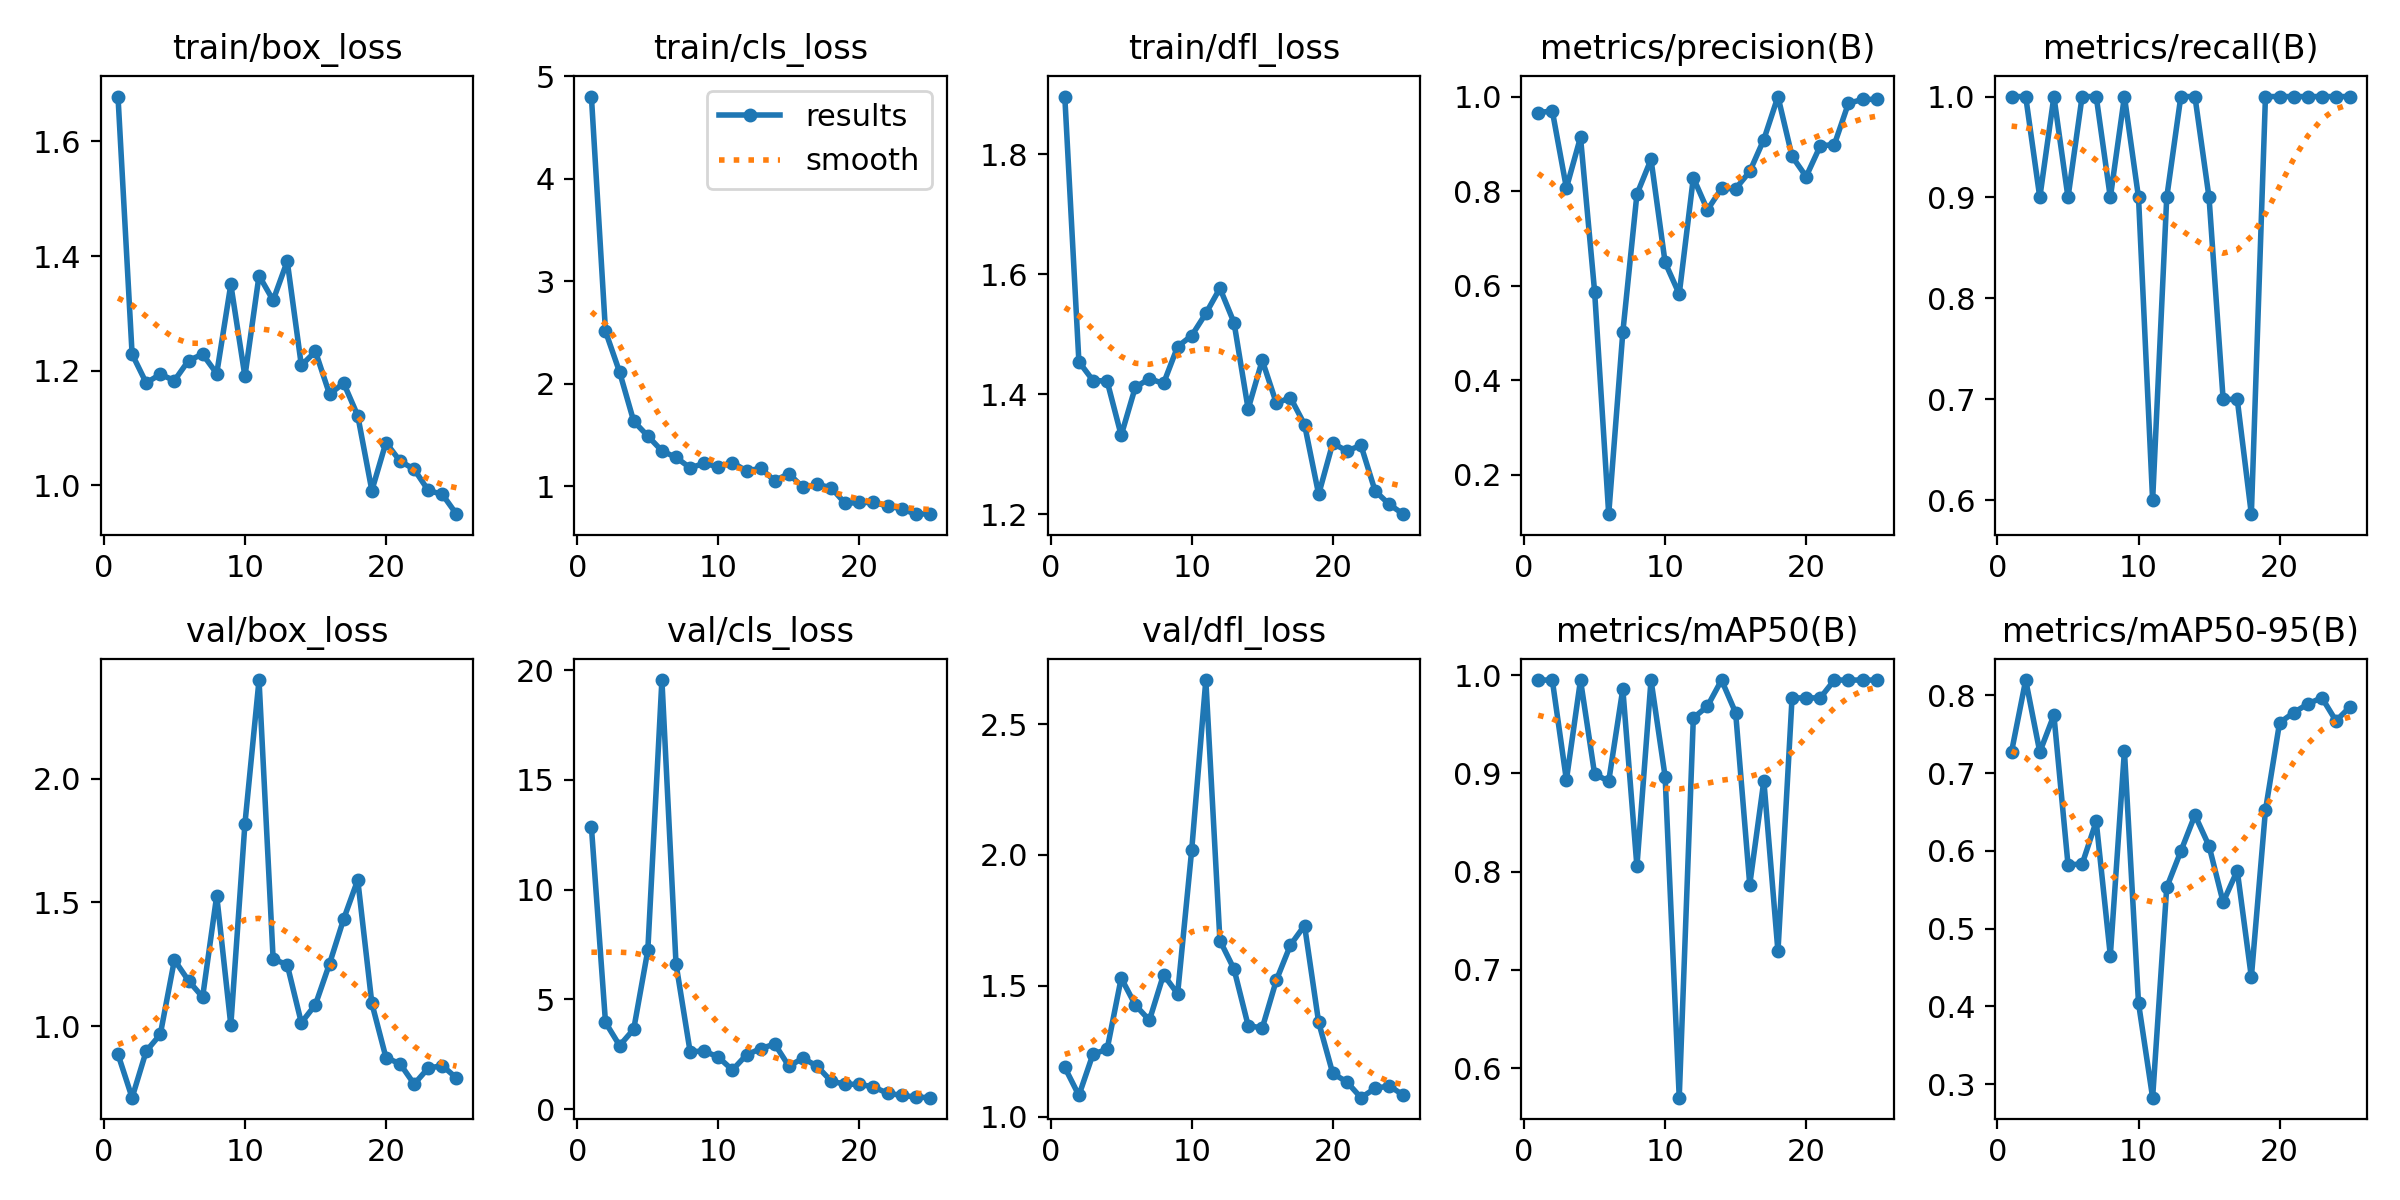 train/box_loss
1.6
1.4
1.2
1.0
0 10 20
train/cls_loss
results
smooth
5
4
3
2
1
0 10 20
train/dfl_loss
1.8
1.6
1.4
1.2
0 10 20
metrics/precision(B)
1.0
0.8
0.6
0.4
0.2
0 10 20
metrics/recall(B)
1.0
0.9
0.8
0.7
0.6
0 10 20
val/box_loss
2.0
1.5
1.0
0 10 20
val/cls_loss
20
15
10
5
0
0 10 20
val/dfl_loss
2.5
2.0
1.5
1.0
0 10 20
metrics/mAP50(B)
1.0
0.9
0.8
0.7
0.6
0 10 20
metrics/mAP50-95(B)
0.8
0.7
0.6
0.5
0.4
0.3
0 10 20